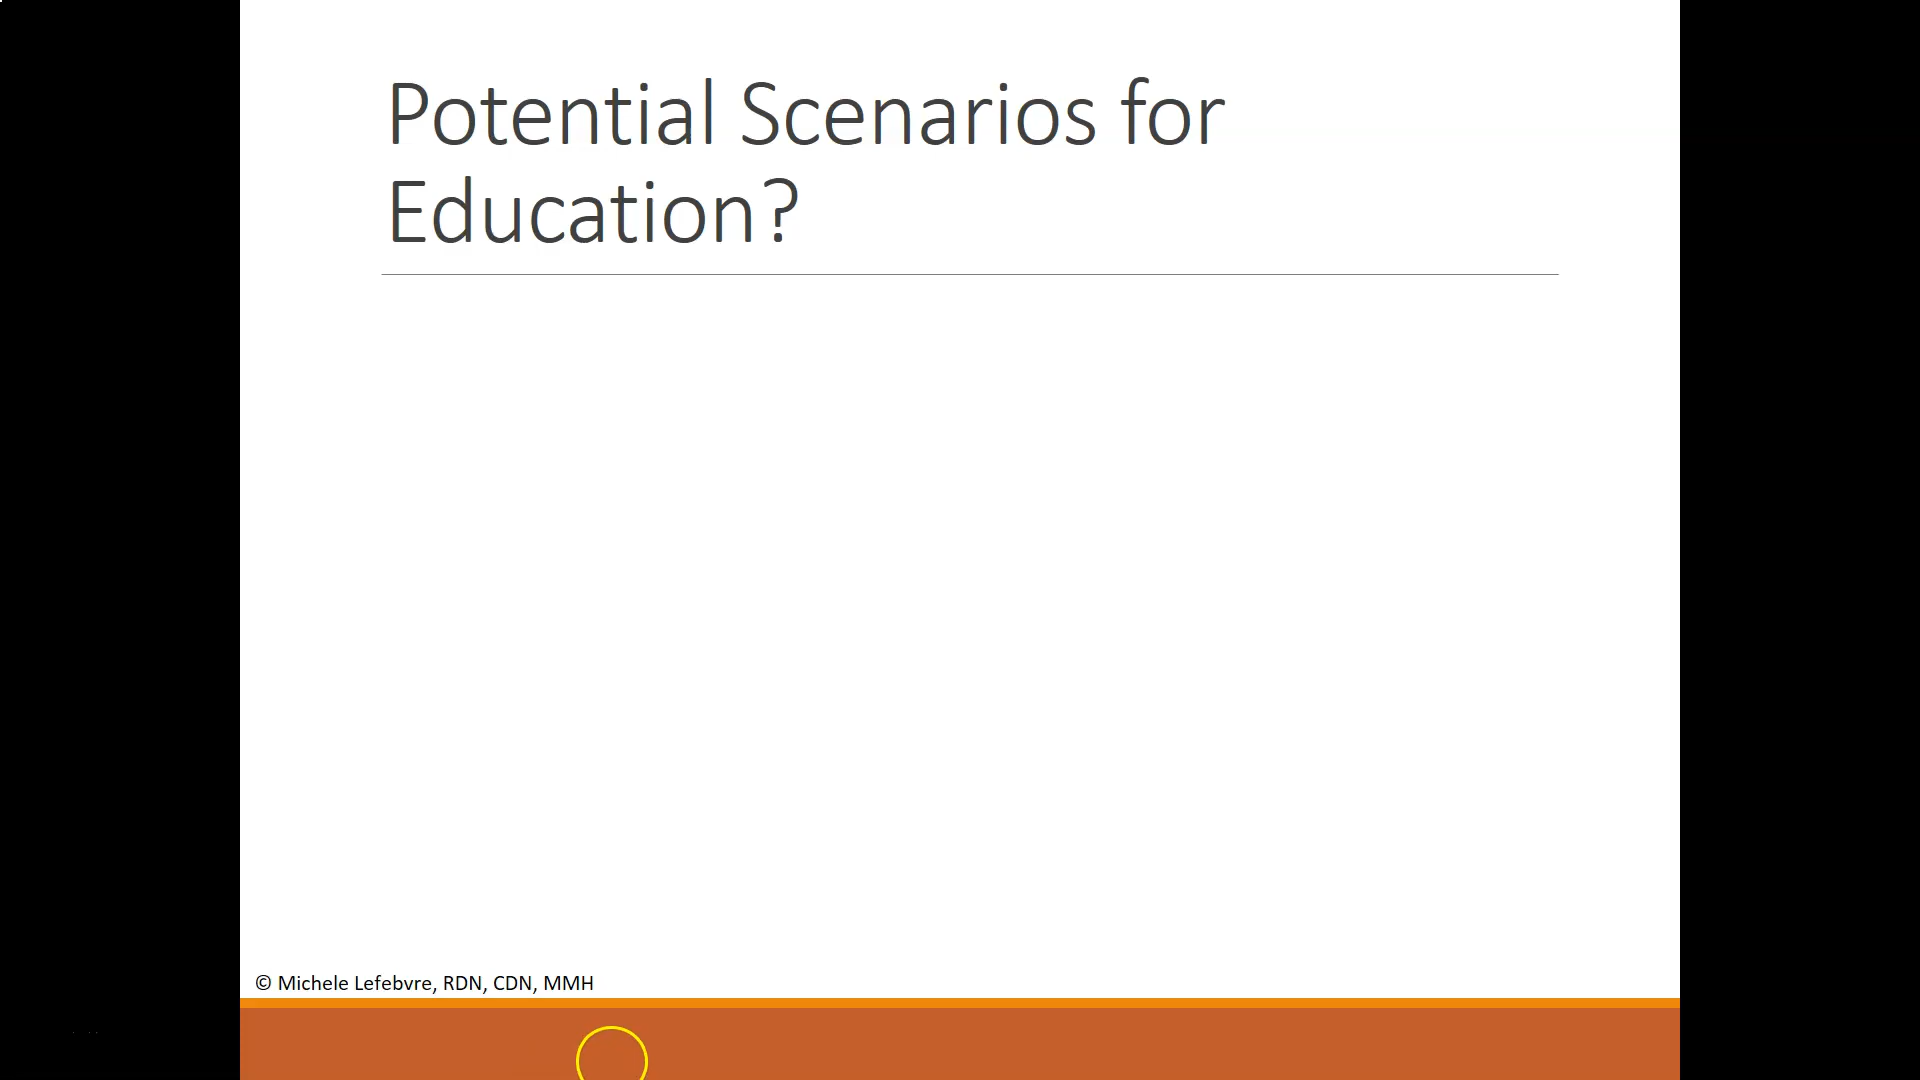 Potential Scenarios for
Education?
© Michele Lefebvre, RDN, CDN, MMH